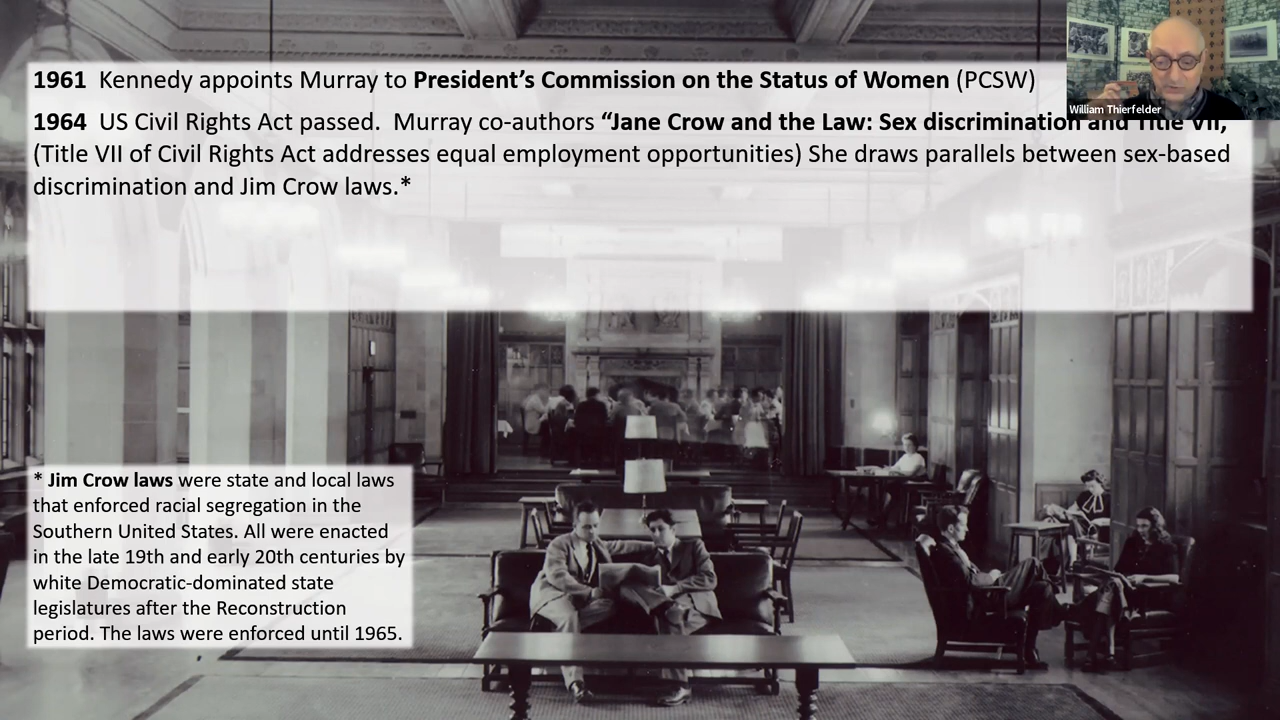 1961  Kennedy appoints Murray to President’s Commission on the Status of Women (PCSW)
William Thierfelder
1964  US Civil Rights Act passed.  Murray co-authors “Jane Crow and the Law: Sex discrimination and Title VII,
(Title VII of Civil Rights Act addresses equal employment opportunities) She draws parallels between sex-based
discrimination and Jim Crow laws.*
* Jim Crow laws were state and local laws
that enforced racial segregation in the
Southern United States. All were enacted
in the late 19th and early 20th centuries by
white Democratic-dominated state
legislatures after the Reconstruction
period. The laws were enforced until 1965.